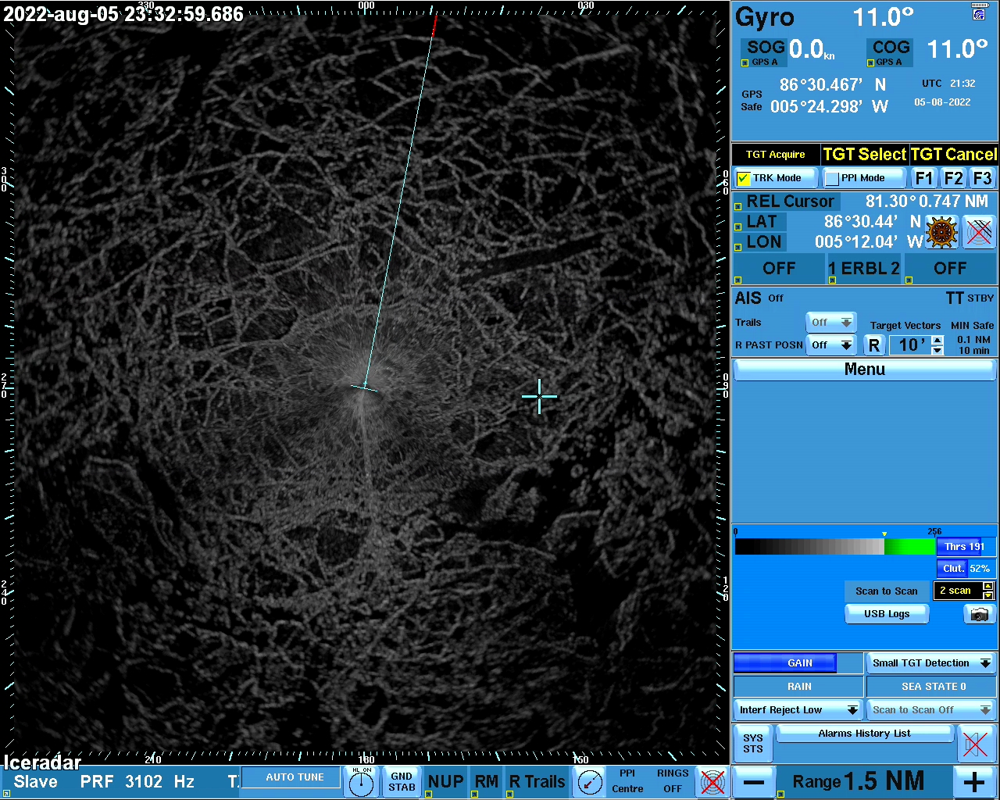 2022-aug-05 23:32:59.686
330 000 030
300
060
270
090
240
120
210 180 150
Iceradar
Gyro 11.0°
SOG 0.0 kn COG 11.0°
GPS A GPS A
86°30.467' N UTC 21:32
GPS
Safe 005°24.298' W 05-08-2022
TGT Acquire TGT Select TGT Cancel
TRK Mode PPI Mode F1 F2 F3
REL Cursor 81.30° 0.747 NM
LAT 86°30.44' N
LON 005°12.04' W
OFF 1 ERBL 2 OFF
AIS Off TT STBY
Trails Off Target Vectors MIN Safe
R PAST POSN Off R 10' 0.1 NM
10 min
Menu
0 256
Thrs 191
Clut. 52%
Scan to Scan 2 scan
USB Logs
GAIN Small TGT Detection
RAIN SEA STATE 0
Interf Reject Low Scan to Scan Off
SYS
STS
Alarms History List
Slave PRF 3102 Hz T
AUTO TUNE
HL ON
GND
STAB
NUP RM R Trails
PPI
Centre
RINGS
OFF
Range 1.5 NM